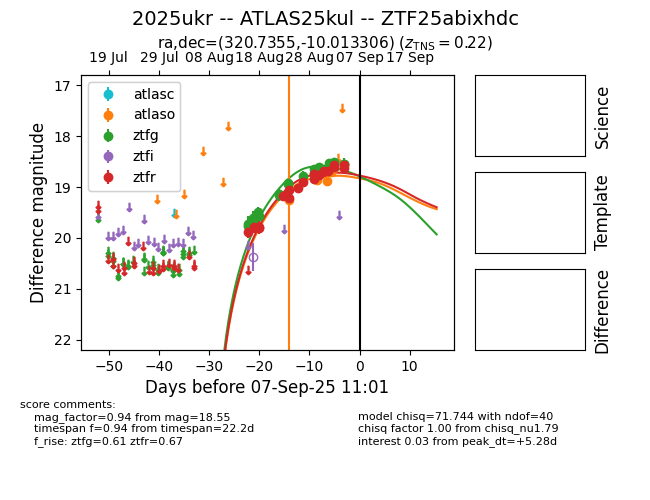 2025ukr -- ATLAS25kul -- ZTF25abixhdc
ra,dec=(320.7355,-10.013306) (z_TNS = 0.22)
19 Jul 29 Jul 08 Aug 18 Aug 28 Aug 07 Sep 17 Sep
atlasc
atlaso
ztfg
ztfi
ztfr
17
18
19
20
21
22
Difference magnitude
−50 −40 −30 −20 −10 0 10
Days before 07-Sep-25 11:01
Science
Template
Difference
score comments:
mag_factor=0.94 from mag=18.55
timespan f=0.94 from timespan=22.2d
f_rise: ztfg=0.61 ztfr=0.67
model chisq=71.744 with ndof=40
chisq factor 1.00 from chisq_nu1.79
interest 0.03 from peak_dt=+5.28d